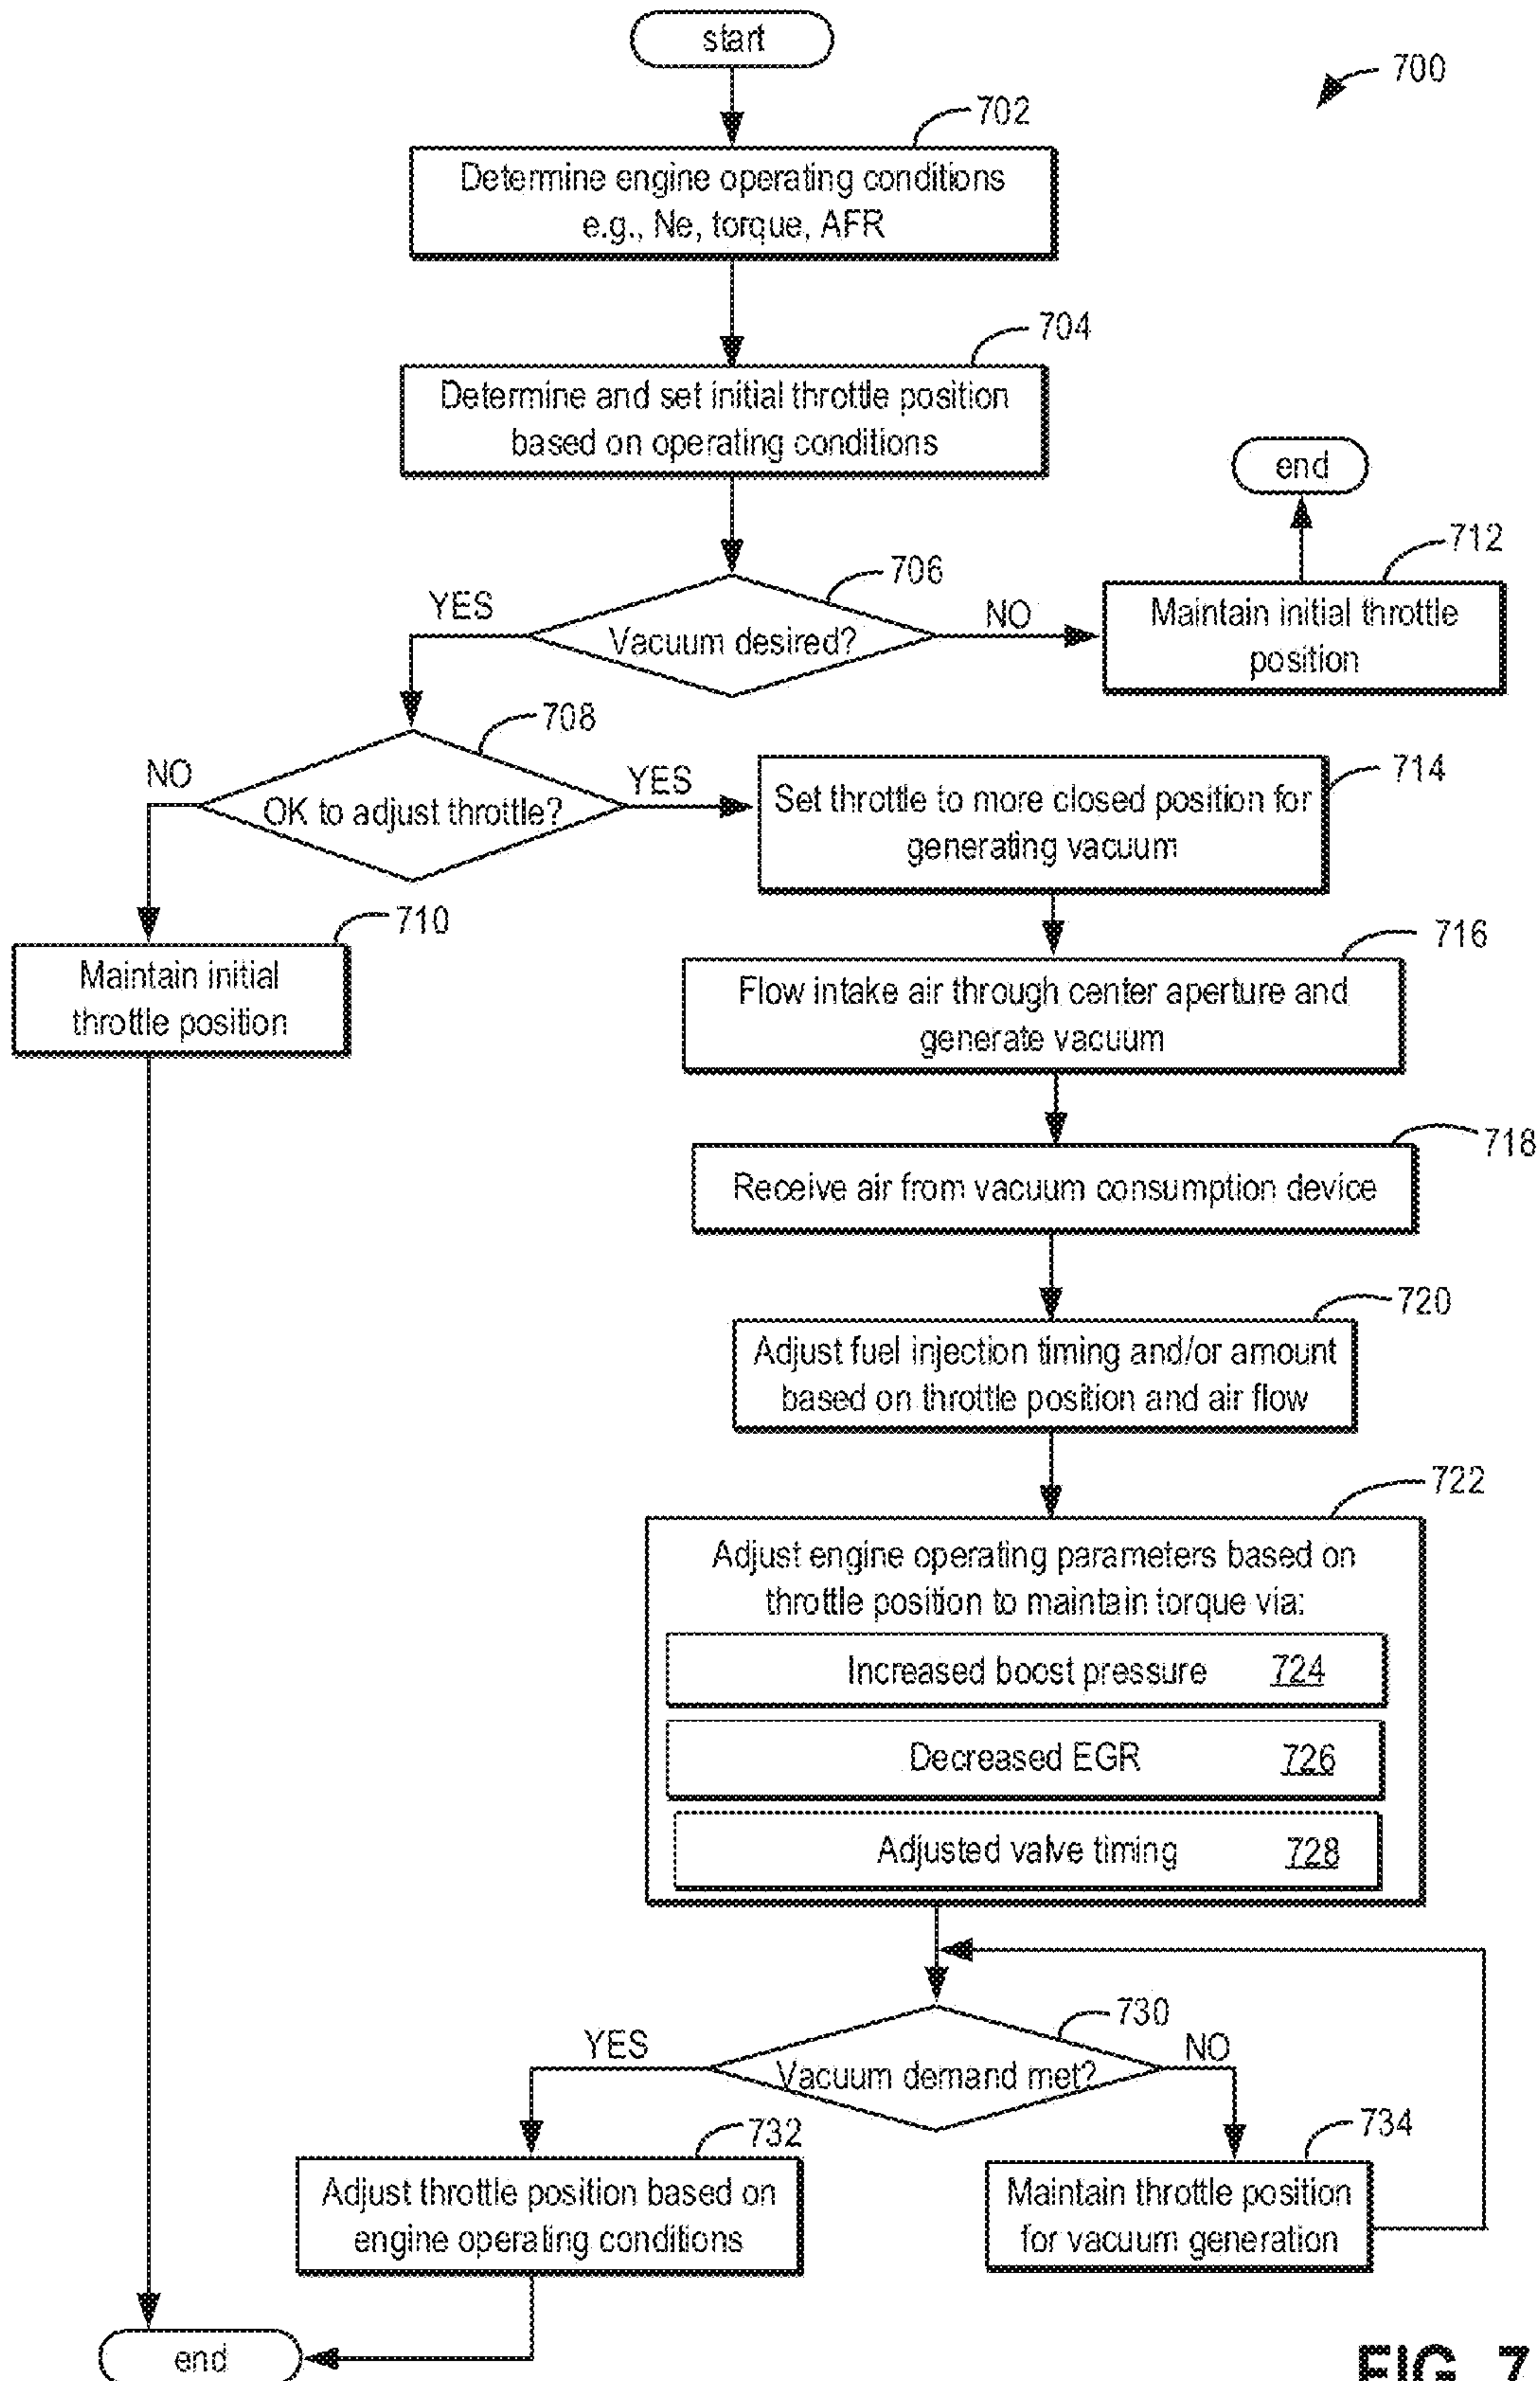 start
700
702
Determine engine operating conditions
e.g., Ne, torque, AFR
704
Determine and set initial throttle position
based on operating conditions
end
712
Maintain initial throttle
position
706
YES
Vacuum desired?
NO
708
NO
OK to adjust throttle?
YES
714
Set throttle to more closed position for
generating vacuum
710
Maintain initial
throttle position
716
Flow intake air through center aperture and
generate vacuum
718
Receive air from vacuum consumption device
720
Adjust fuel injection timing and/or amount
based on throttle position and air flow
722
Adjust engine operating parameters based on
throttle position to maintain torque via:
Increased boost pressure 724
Decreased EGR 726
Adjusted valve timing 728
730
YES
Vacuum demand met?
NO
732
Adjust throttle position based on
engine operating conditions
734
Maintain throttle position
for vacuum generation
end
FIG. 7